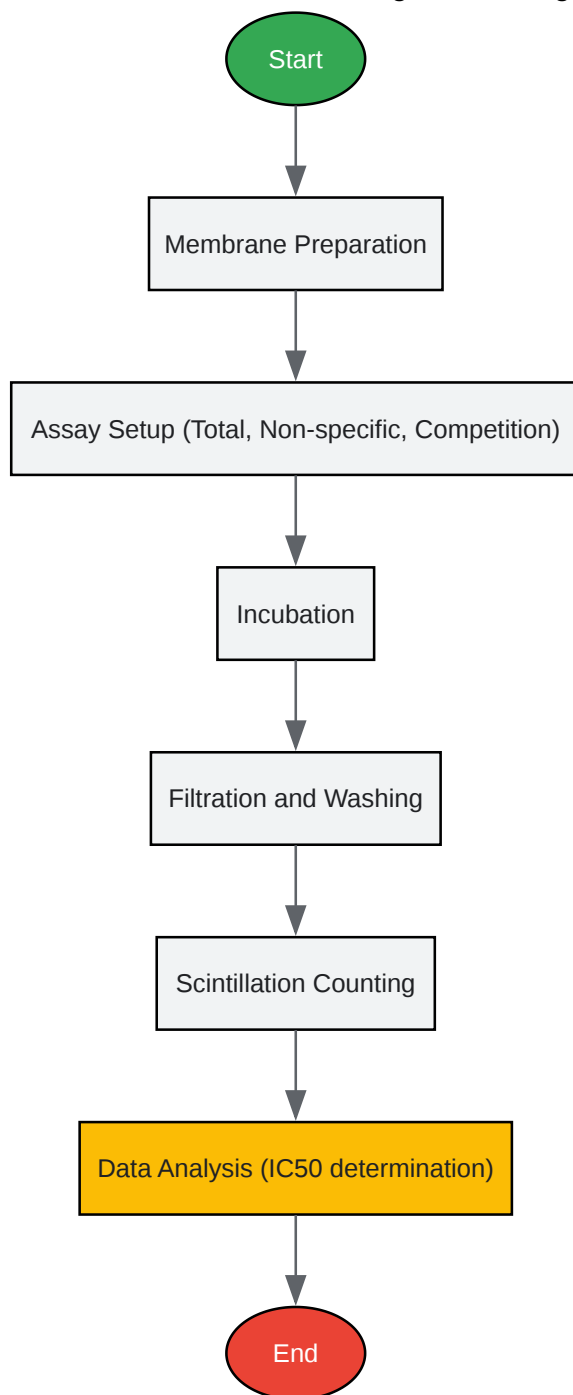 Start
Membrane Preparation
Assay Setup (Total, Non-specific, Competition)
Incubation
Filtration and Washing
Scintillation Counting
Data Analysis (IC50 determination)
End